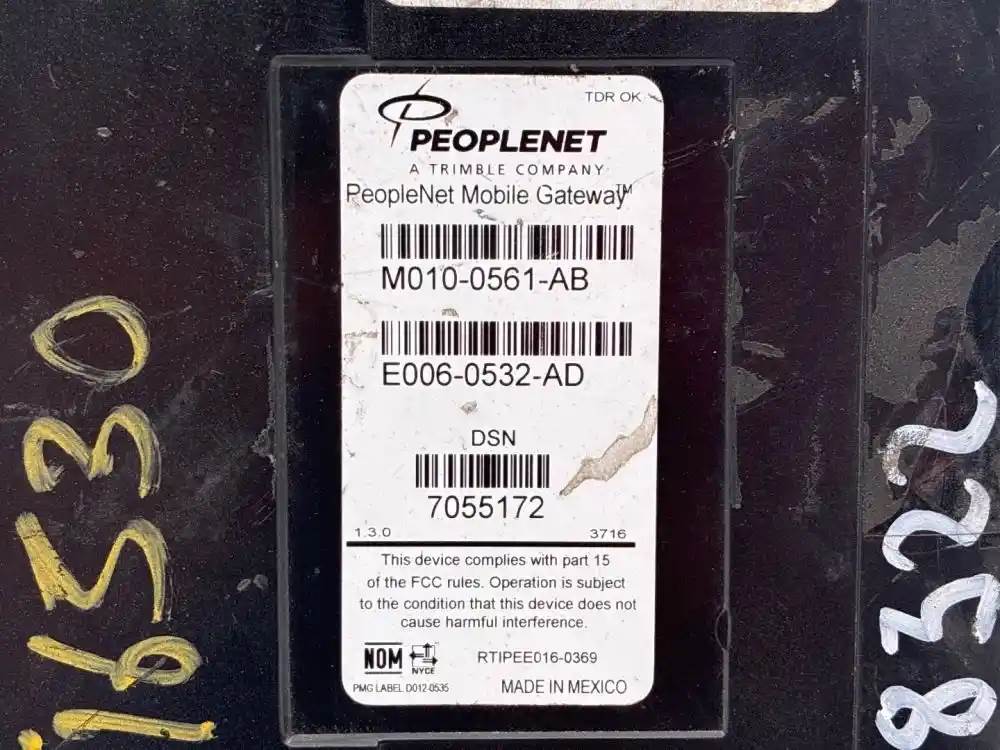 TDR OK
PEOPLENET
A TRIMBLE COMPANY
PeopleNet Mobile Gateway™
M010-0561-AB
E006-0532-AD
DSN
7055172
1.3.0 3716
This device complies with part 15
of the FCC rules. Operation is subject
to the condition that this device does not
cause harmful interference.
NOM NYCE RTIPEE016-0369
PMG LABEL D012-0535 MADE IN MEXICO
16530
8322